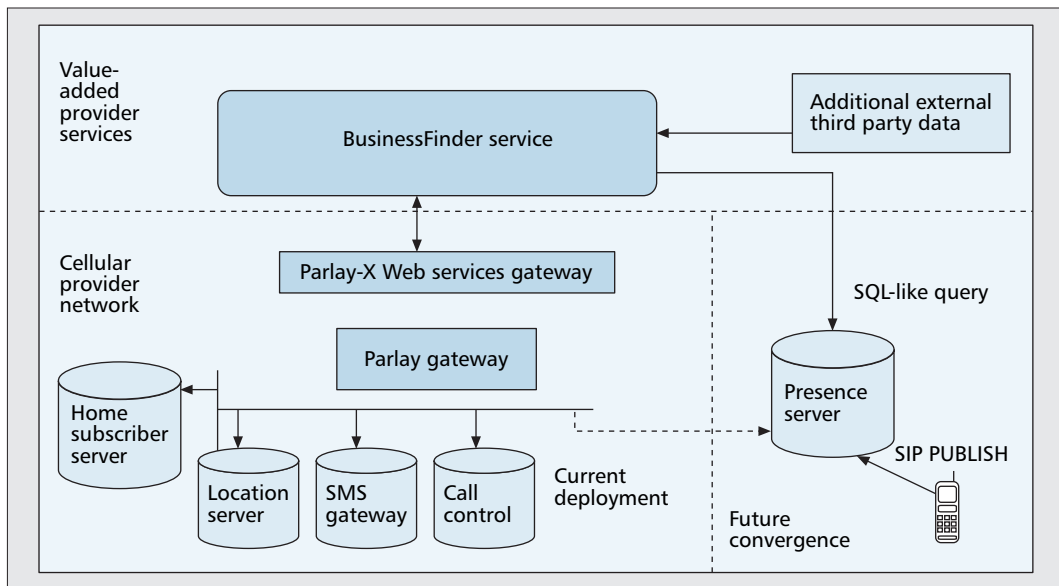 Value-
added
provider
services
BusinessFinder service
Additional external
third party data
Cellular
provider
network
Parlay-X Web services gateway
SQL-like query
Parlay gateway
Home
subscriber
server
Presence
server
SIP PUBLISH
Location
server
SMS
gateway
Call
control
Current
deployment
Future
convergence